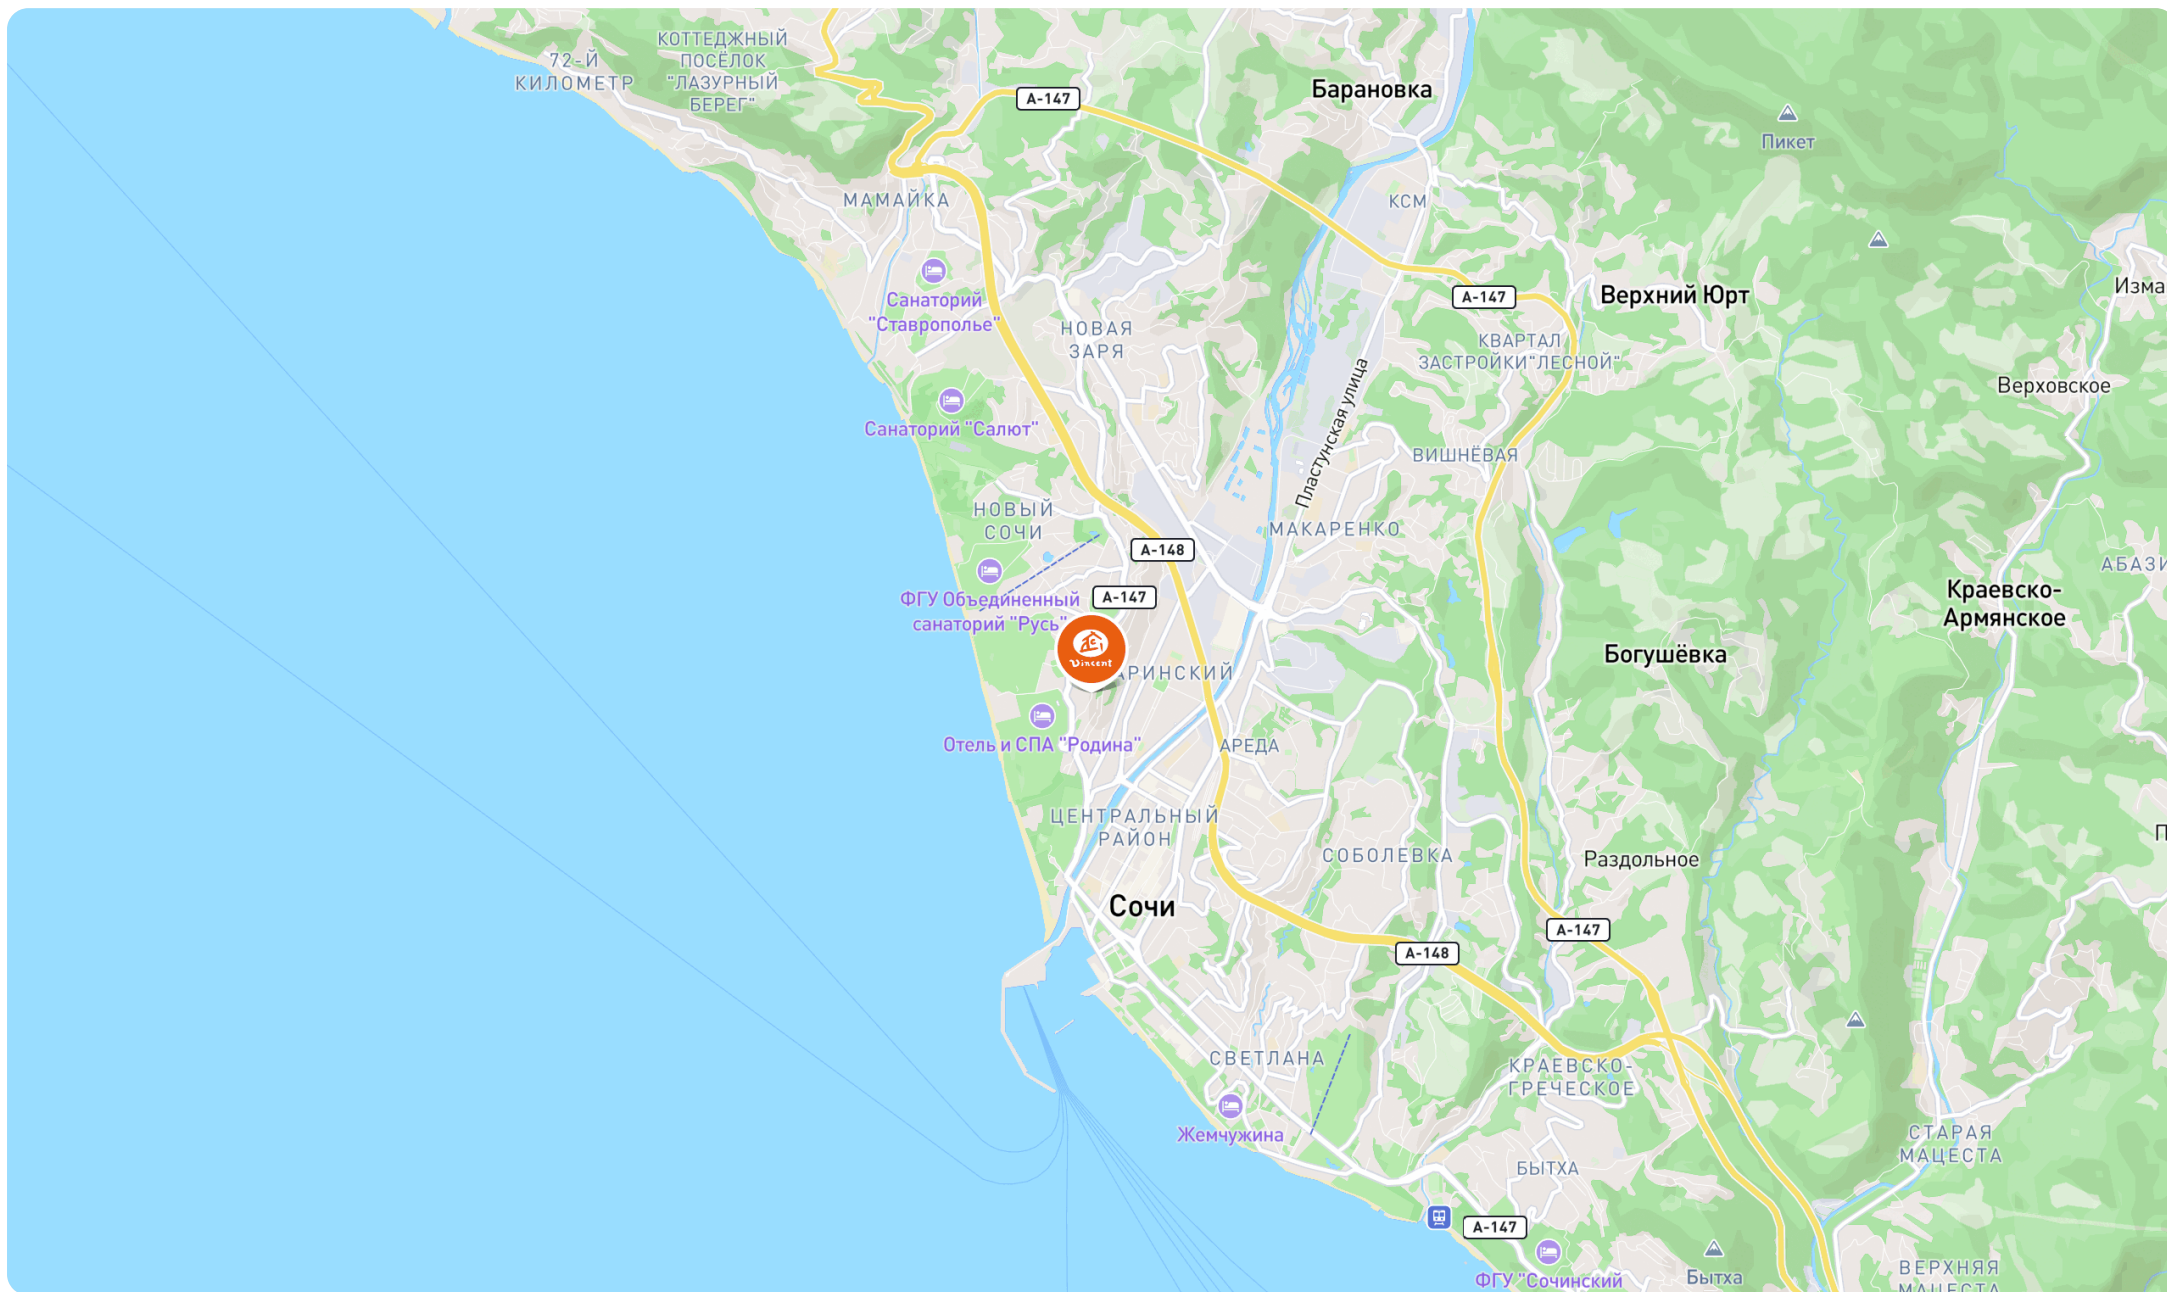 КОТТЕДЖНЫЙ
ПОСЁЛОК
"ЛАЗУРНЫЙ
БЕРЕГ"
72-Й
КИЛОМЕТР
А-147
Барановка
Пикет
МАМАЙКА
КСМ
Санаторий
"Ставрополье"
А-147
Верхний Юрт
Изма
НОВАЯ
ЗАРЯ
КВАРТАЛ
ЗАСТРОЙКИ"ЛЕСНОЙ"
Верховское
Санаторий "Салют"
Пластунская улица
ВИШНЁВАЯ
НОВЫЙ
СОЧИ
МАКАРЕНКО
А-148
АБАЗИ
А-147
ФГУ Объединенный
санаторий "Русь"
Краевско-
Армянское
Vincent
АРИНСКИЙ
Богушёвка
Отель и СПА "Родина"
АРЕДА
ЦЕНТРАЛЬНЫЙ
РАЙОН
П
СОБОЛЕВКА
Раздольное
Сочи
А-147
А-148
СВЕТЛАНА
КРАЕВСКО-
ГРЕЧЕСКОЕ
Жемчужина
СТАРАЯ
МАЦЕСТА
БЫТХА
А-147
ФГУ "Сочинский
Бытха
ВЕРХНЯЯ
МАЦЕСТА